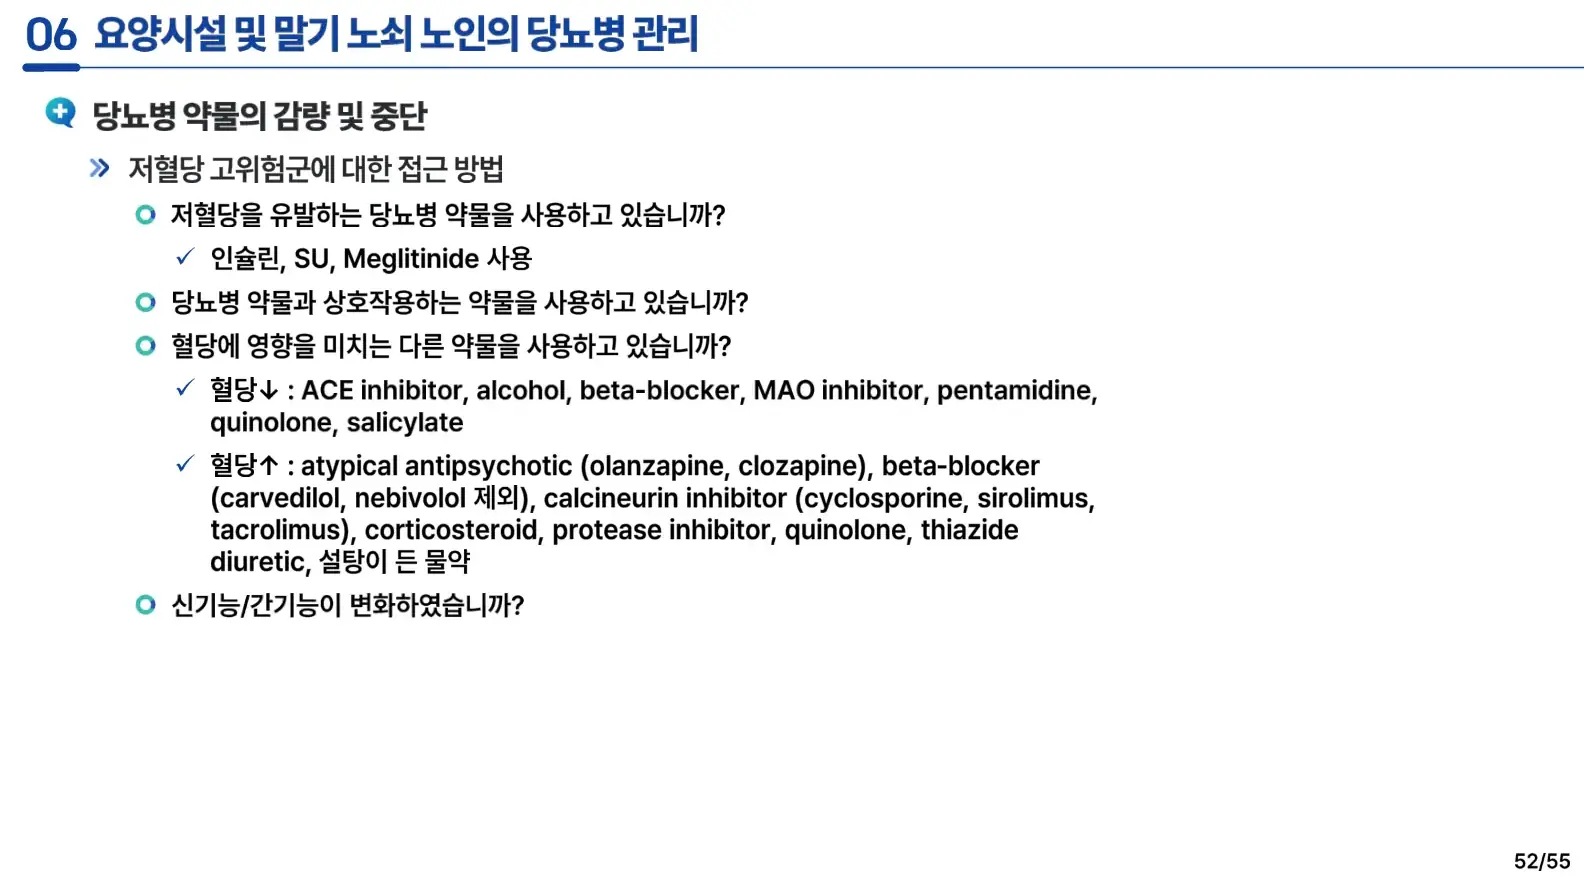 06 요양시설 및 말기 노쇠 노인의 당뇨병 관리
당뇨병 약물의 감량 및 중단
저혈당 고위험군에 대한 접근 방법
저혈당을 유발하는 당뇨병 약물을 사용하고 있습니까?
인슐린, SU, Meglitinide 사용
당뇨병 약물과 상호작용하는 약물을 사용하고 있습니까?
혈당에 영향을 미치는 다른 약물을 사용하고 있습니까?
혈당↓ : ACE inhibitor, alcohol, beta-blocker, MAO inhibitor, pentamidine,
quinolone, salicylate
혈당↑ : atypical antipsychotic (olanzapine, clozapine), beta-blocker
(carvedilol, nebivolol 제외), calcineurin inhibitor (cyclosporine, sirolimus,
tacrolimus), corticosteroid, protease inhibitor, quinolone, thiazide
diuretic, 설탕이 든 물약
신기능/간기능이 변화하였습니까?
52/55